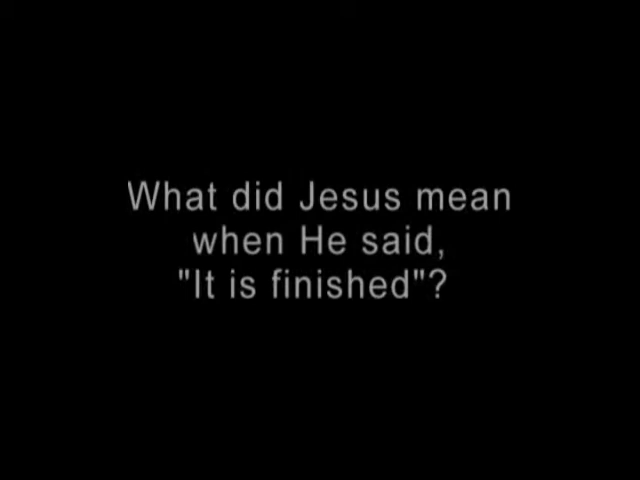 What did Jesus mean
when He said,
"It is finished"?